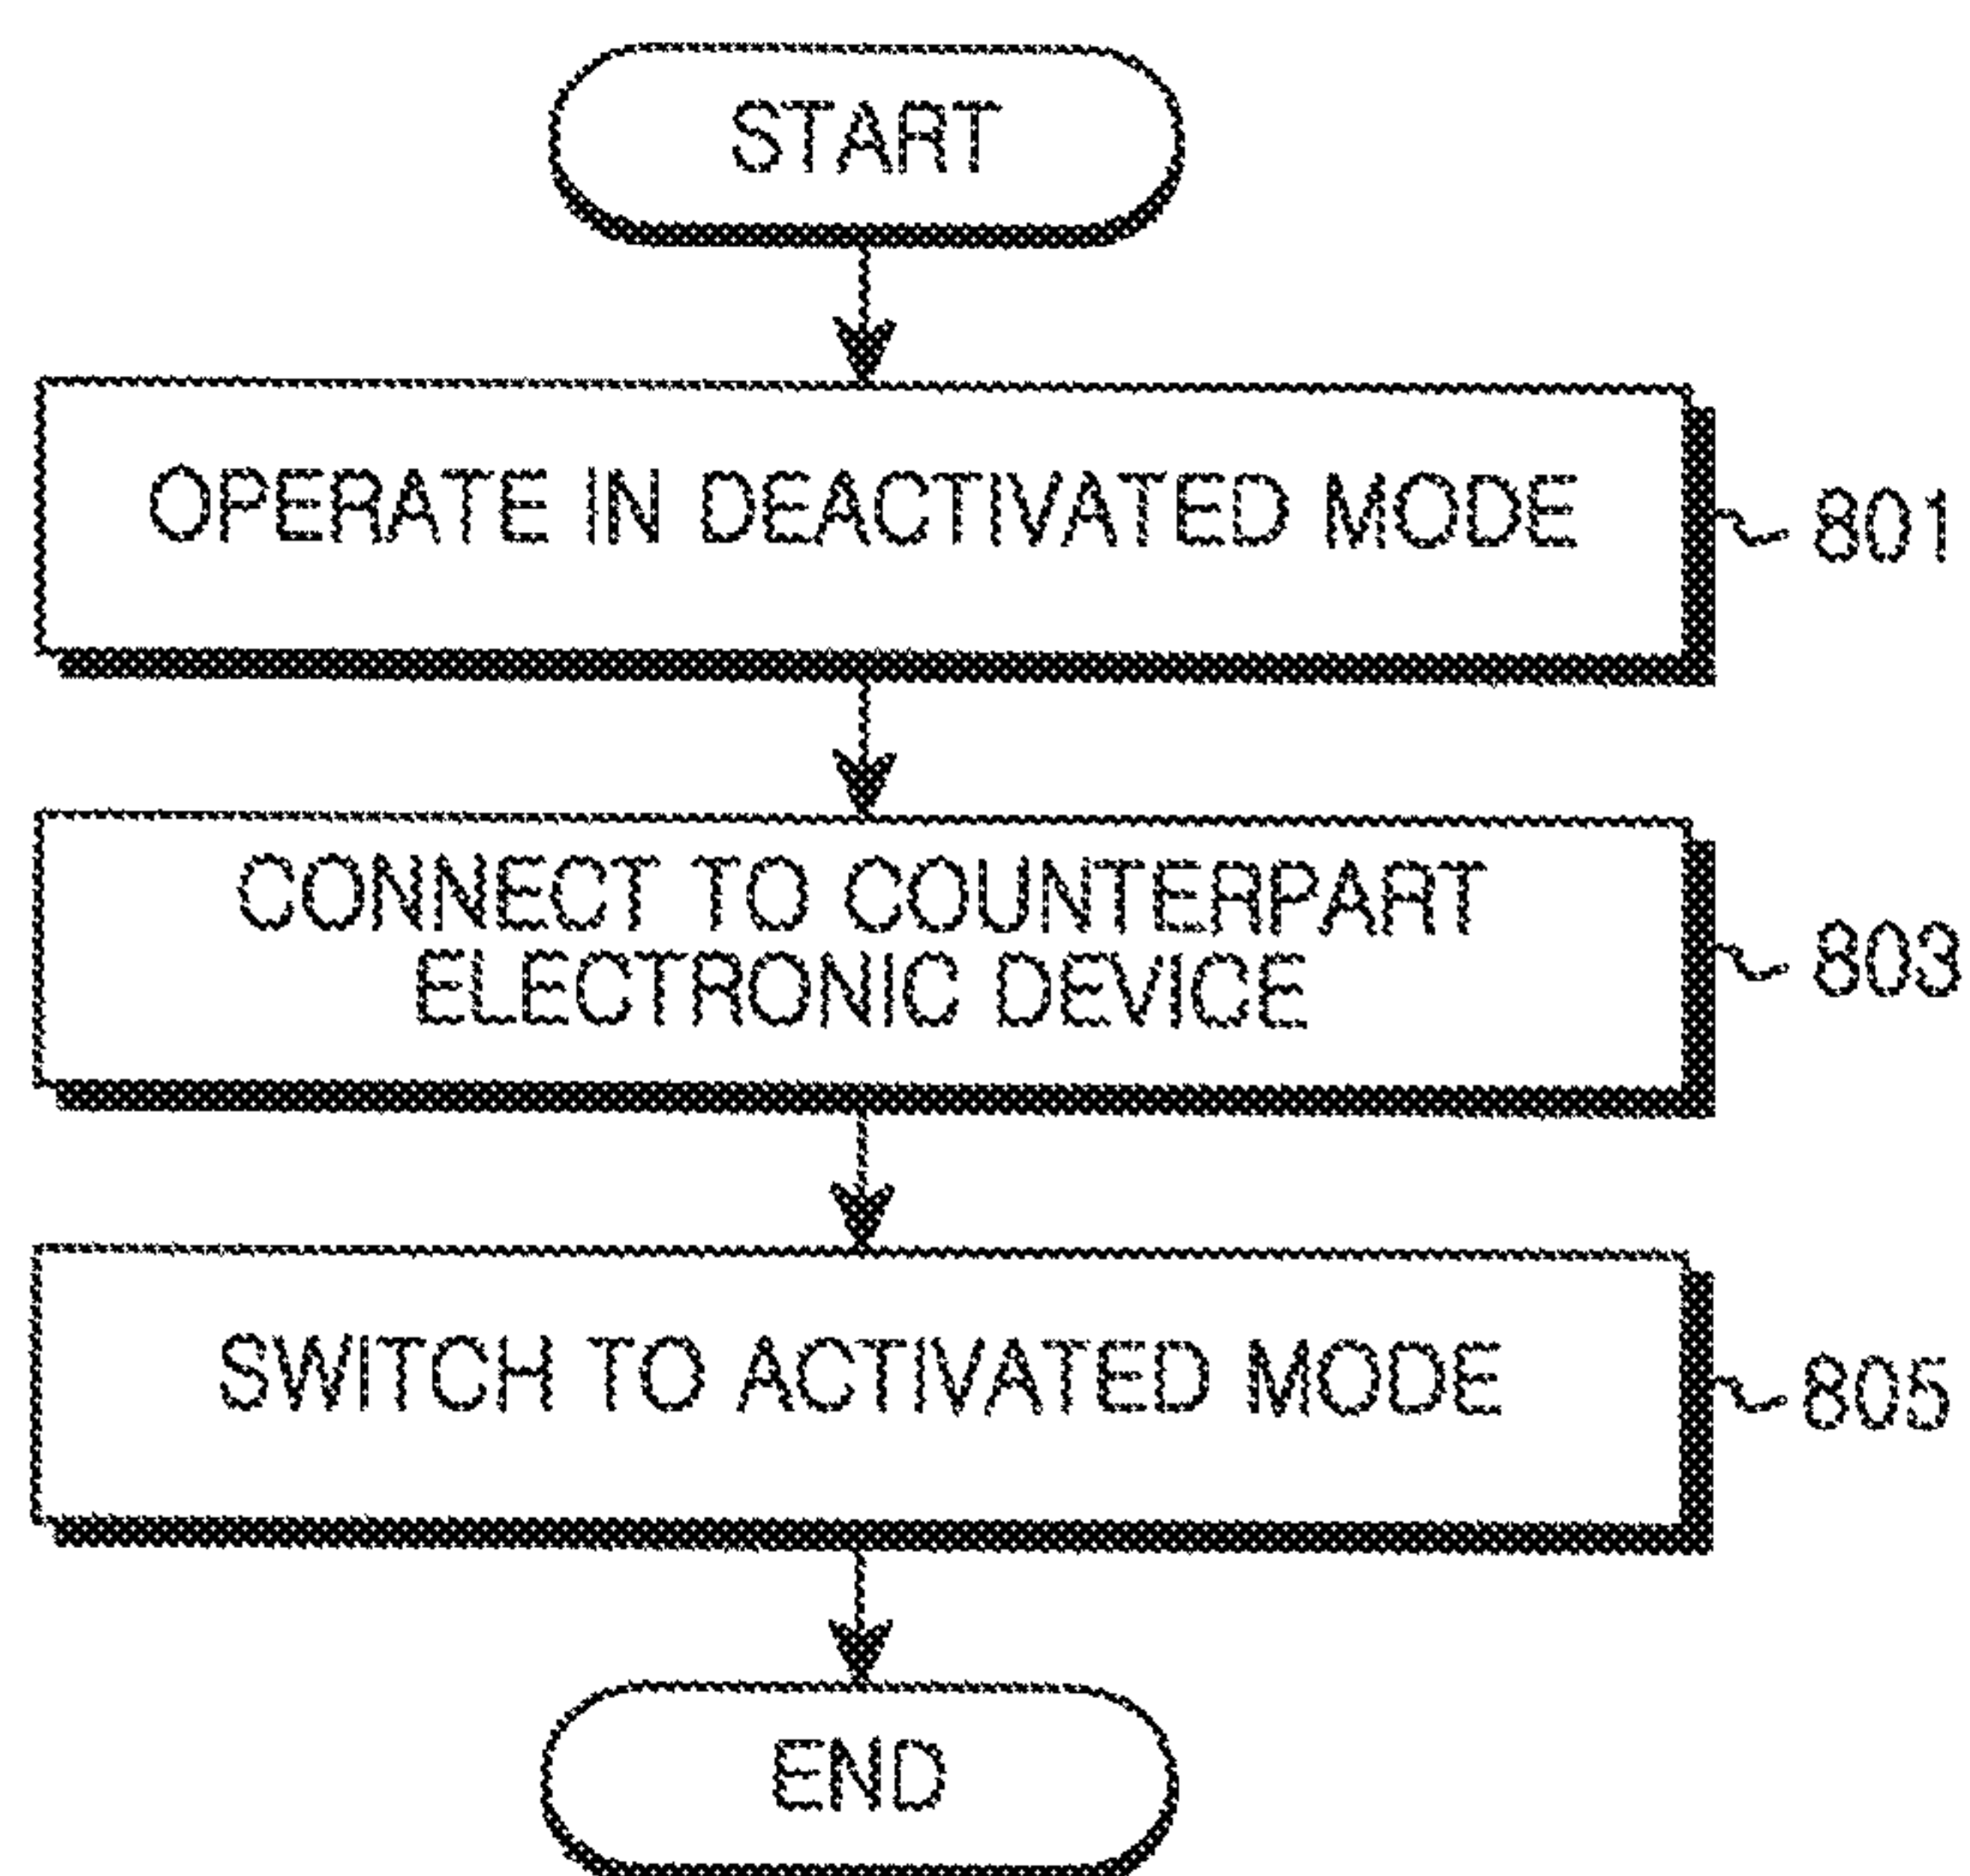 START
OPERATE IN DEACTIVATED MODE
801
CONNECT TO COUNTERPART
ELECTRONIC DEVICE
803
SWITCH TO ACTIVATED MODE
805
END